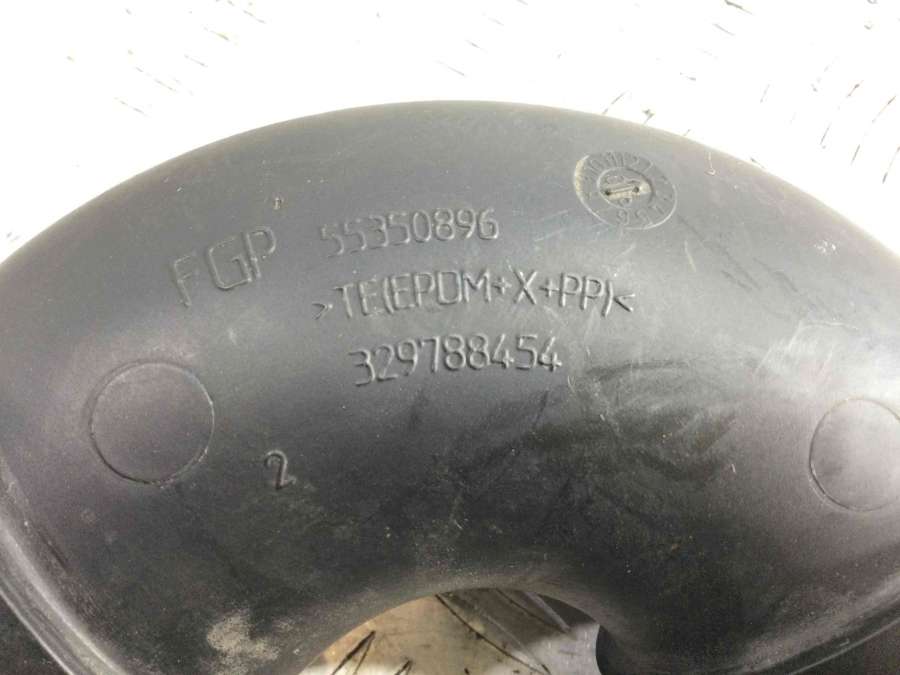 FGP 55350896
>TE(EPDM+X+PP)<
329788454
2